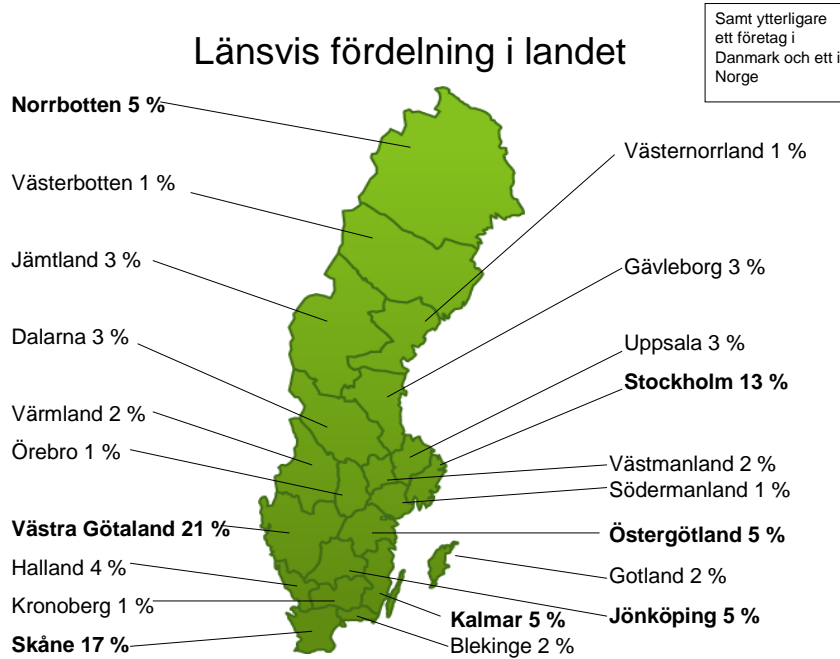 Länsvis fördelning i landet
Samt ytterligare
ett företag i
Danmark och ett i
Norge
Norrbotten 5 %
Västerbotten 1 %
Jämtland 3 %
Dalarna 3 %
Värmland 2 %
Örebro 1 %
Västra Götaland 21 %
Halland 4 %
Kronoberg 1 %
Skåne 17 %
Västernorrland 1 %
Gävleborg 3 %
Uppsala 3 %
Stockholm 13 %
Västmanland 2 %
Södermanland 1 %
Östergötland 5 %
Gotland 2 %
Jönköping 5 %
Kalmar 5 %
Blekinge 2 %